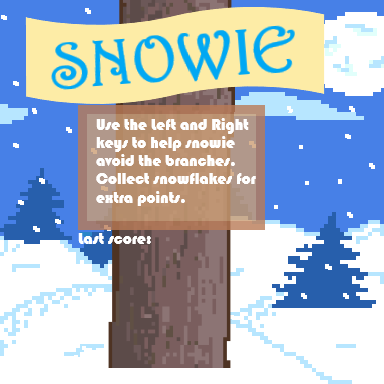 SNOWIE
Use the Left and Right
keys to help snowie
avoid the branches.
Collect snowflakes for
extra points.
Last score: